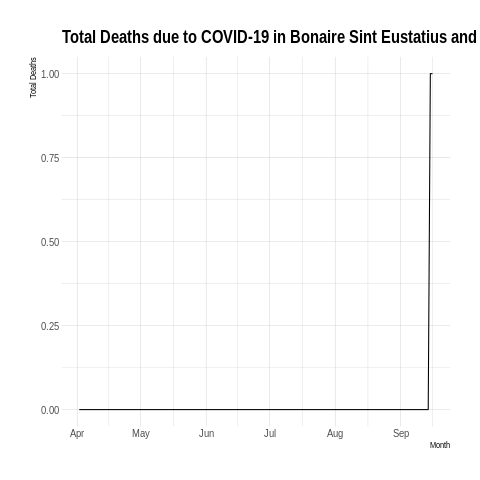 Total Deaths due to COVID-19 in Bonaire Sint Eustatius and
Total Deaths
1.00
0.75
0.50
0.25
0.00
Apr May Jun Jul Aug Sep
Month